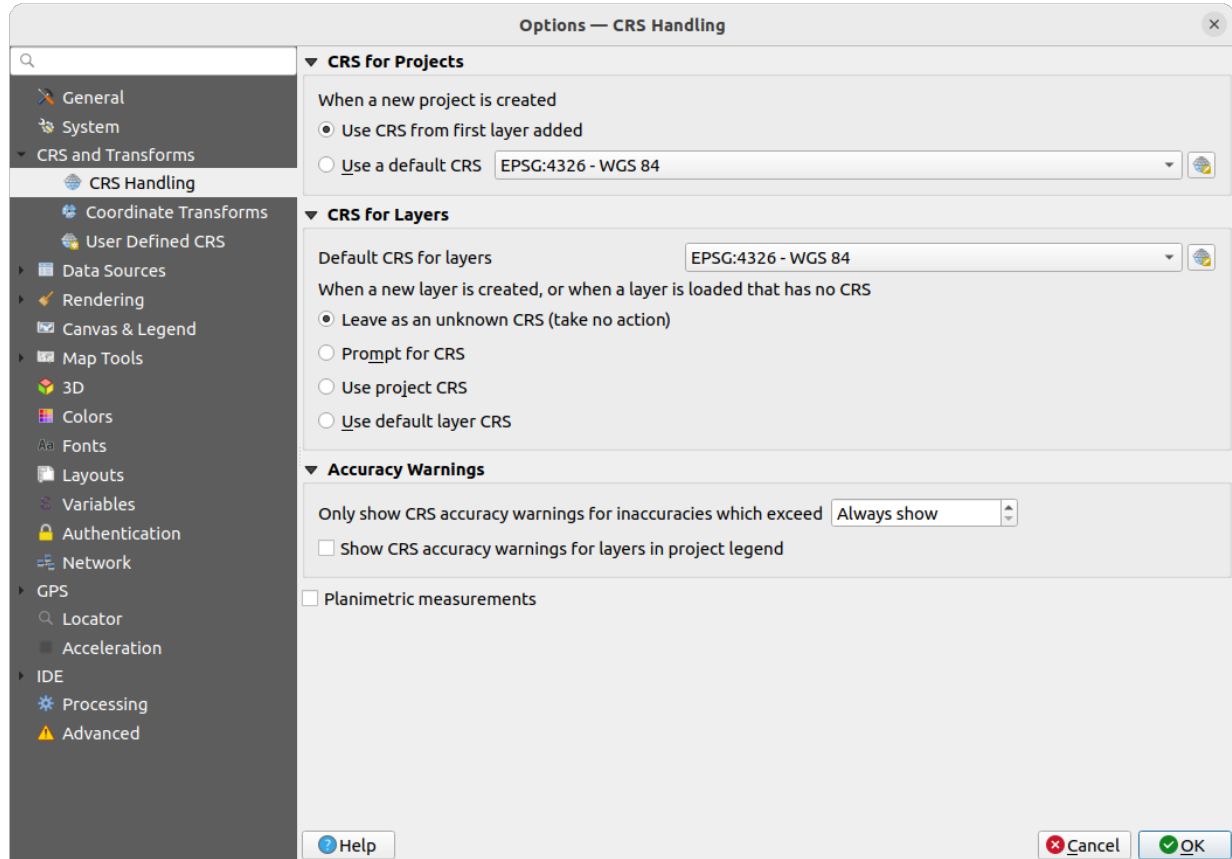 Options — CRS Handling
General
System
CRS and Transforms
CRS Handling
Coordinate Transforms
User Defined CRS
Data Sources
Rendering
Canvas & Legend
Map Tools
3D
Colors
Aa Fonts
Layouts
Variables
Authentication
Network
GPS
Locator
Acceleration
IDE
Processing
Advanced
CRS for Projects
When a new project is created
Use CRS from first layer added
Use a default CRS EPSG:4326 - WGS 84
CRS for Layers
Default CRS for layers EPSG:4326 - WGS 84
When a new layer is created, or when a layer is loaded that has no CRS
Leave as an unknown CRS (take no action)
Prompt for CRS
Use project CRS
Use default layer CRS
Accuracy Warnings
Only show CRS accuracy warnings for inaccuracies which exceed Always show
Show CRS accuracy warnings for layers in project legend
Planimetric measurements
Help Cancel OK